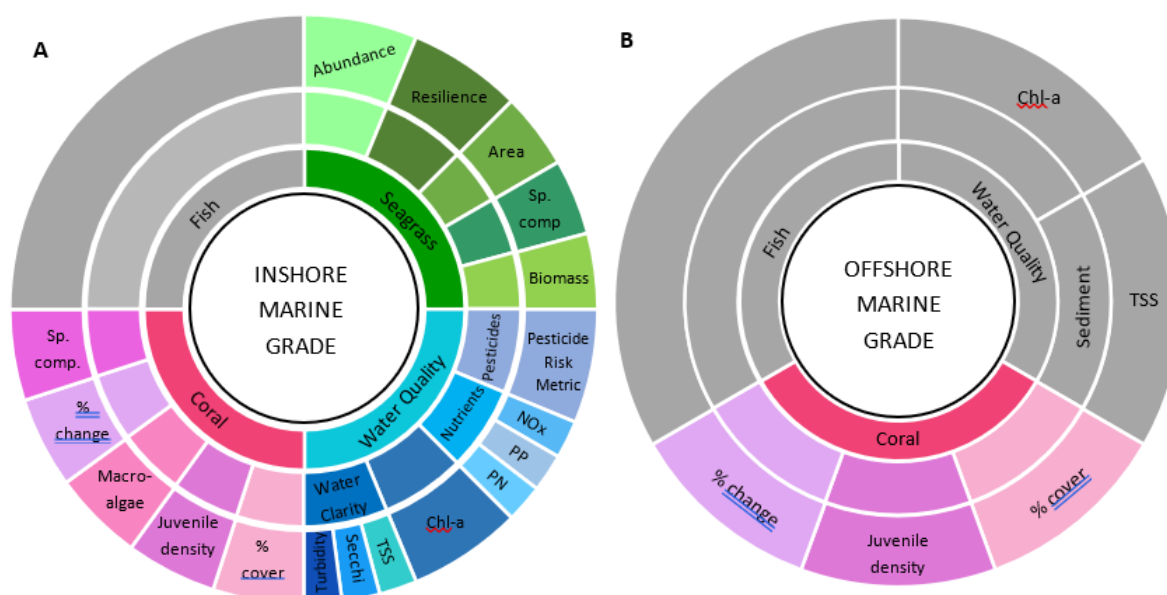 A
INSHORE
MARINE
GRADE
Fish
Seagrass
Water Quality
Coral
Abundance
Resilience
Area
Sp.
comp
Biomass
Pesticides
Pesticide
Risk
Metric
Nutrients
NOx
PP
PN
Chl-a
Water
Clarity
TSS
Secchi
Turbidity
%
cover
Juvenile
density
Macro-
algae
%
change
Sp.
comp.
B
OFFSHORE
MARINE
GRADE
Fish
Water Quality
Coral
Chl-a
Sediment
TSS
% cover
Juvenile
density
% change